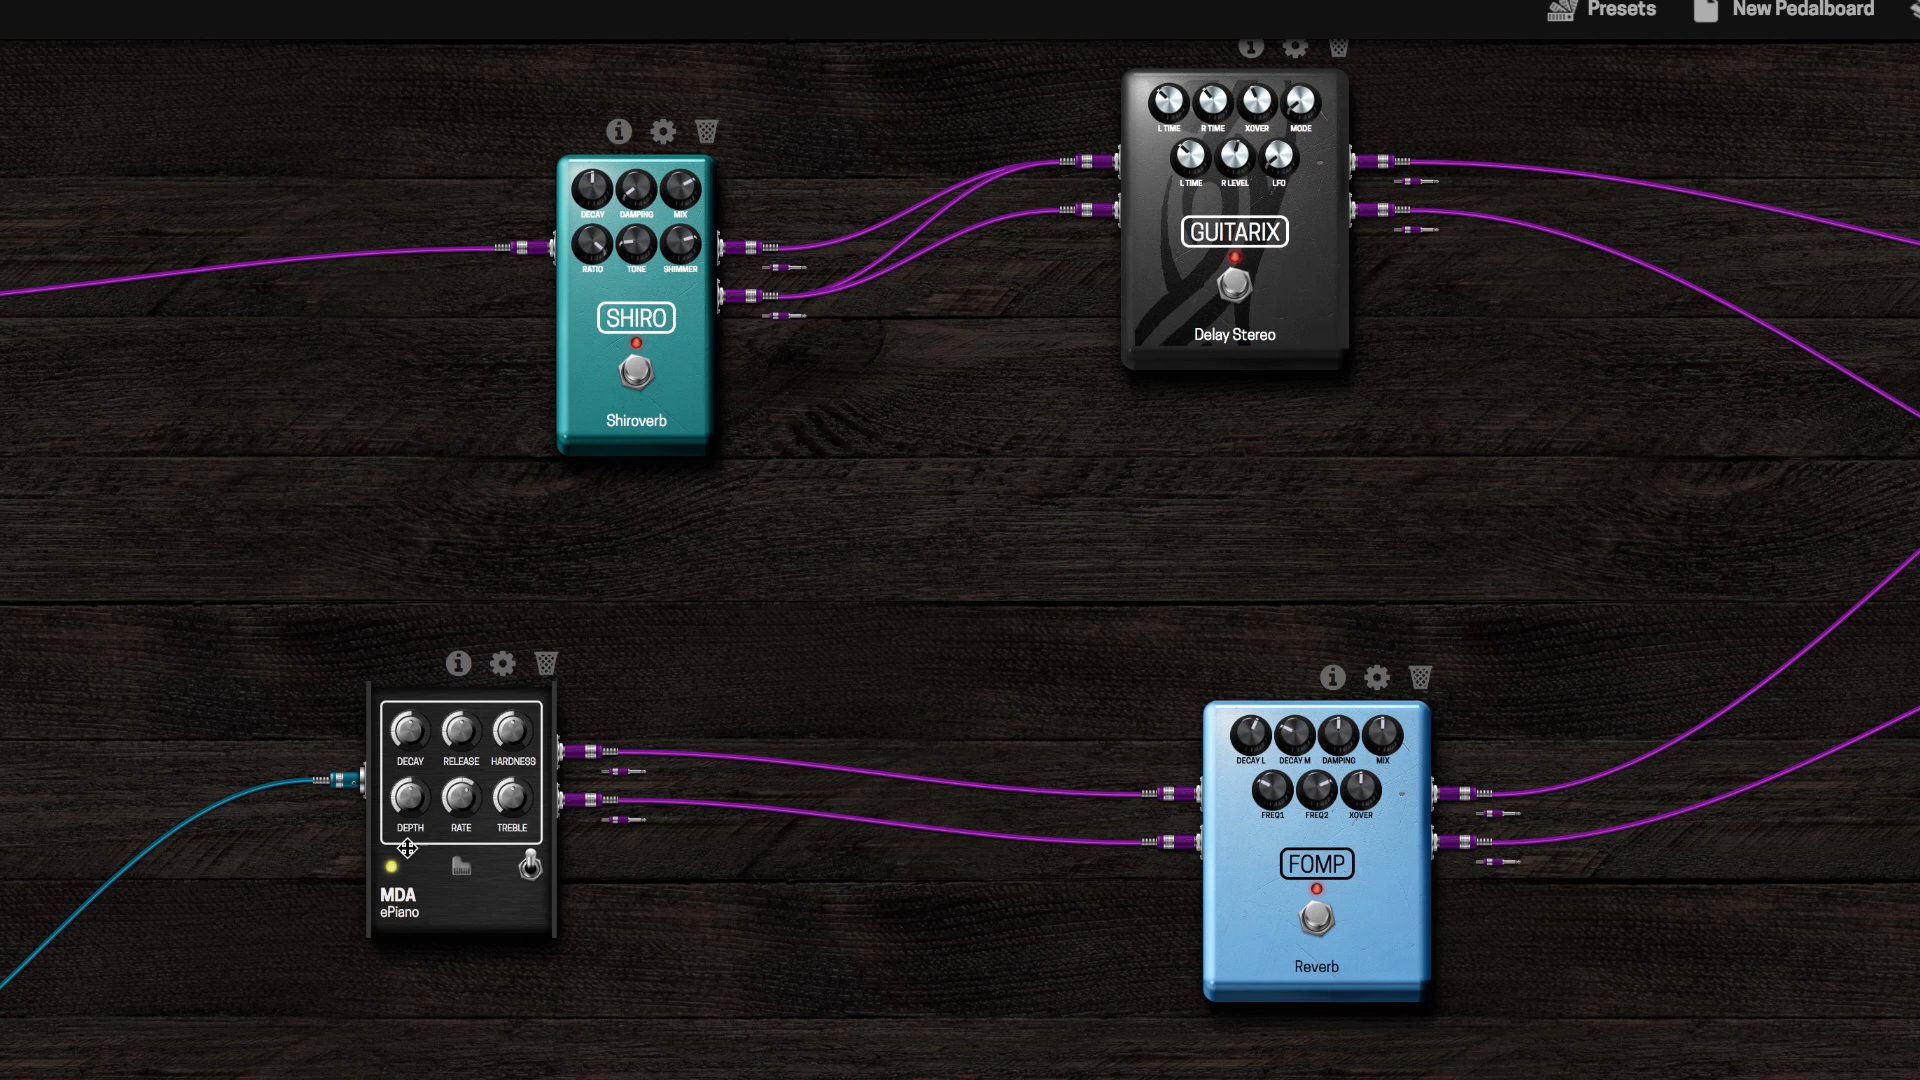 Presets
New Pedalboard
L TIME
R TIME
XOVER
MODE
L TIME
R LEVEL
LFO
GUITARIX
Delay Stereo
DECAY
DAMPING
MIX
RATIO
TONE
SHIMMER
SHIRO
Shiroverb
DECAY
RELEASE
HARDNESS
DEPTH
RATE
TREBLE
MDA
ePiano
DECAY L
DECAY M
DAMPING
MIX
FREQ1
FREQ2
XOVER
FOMP
Reverb